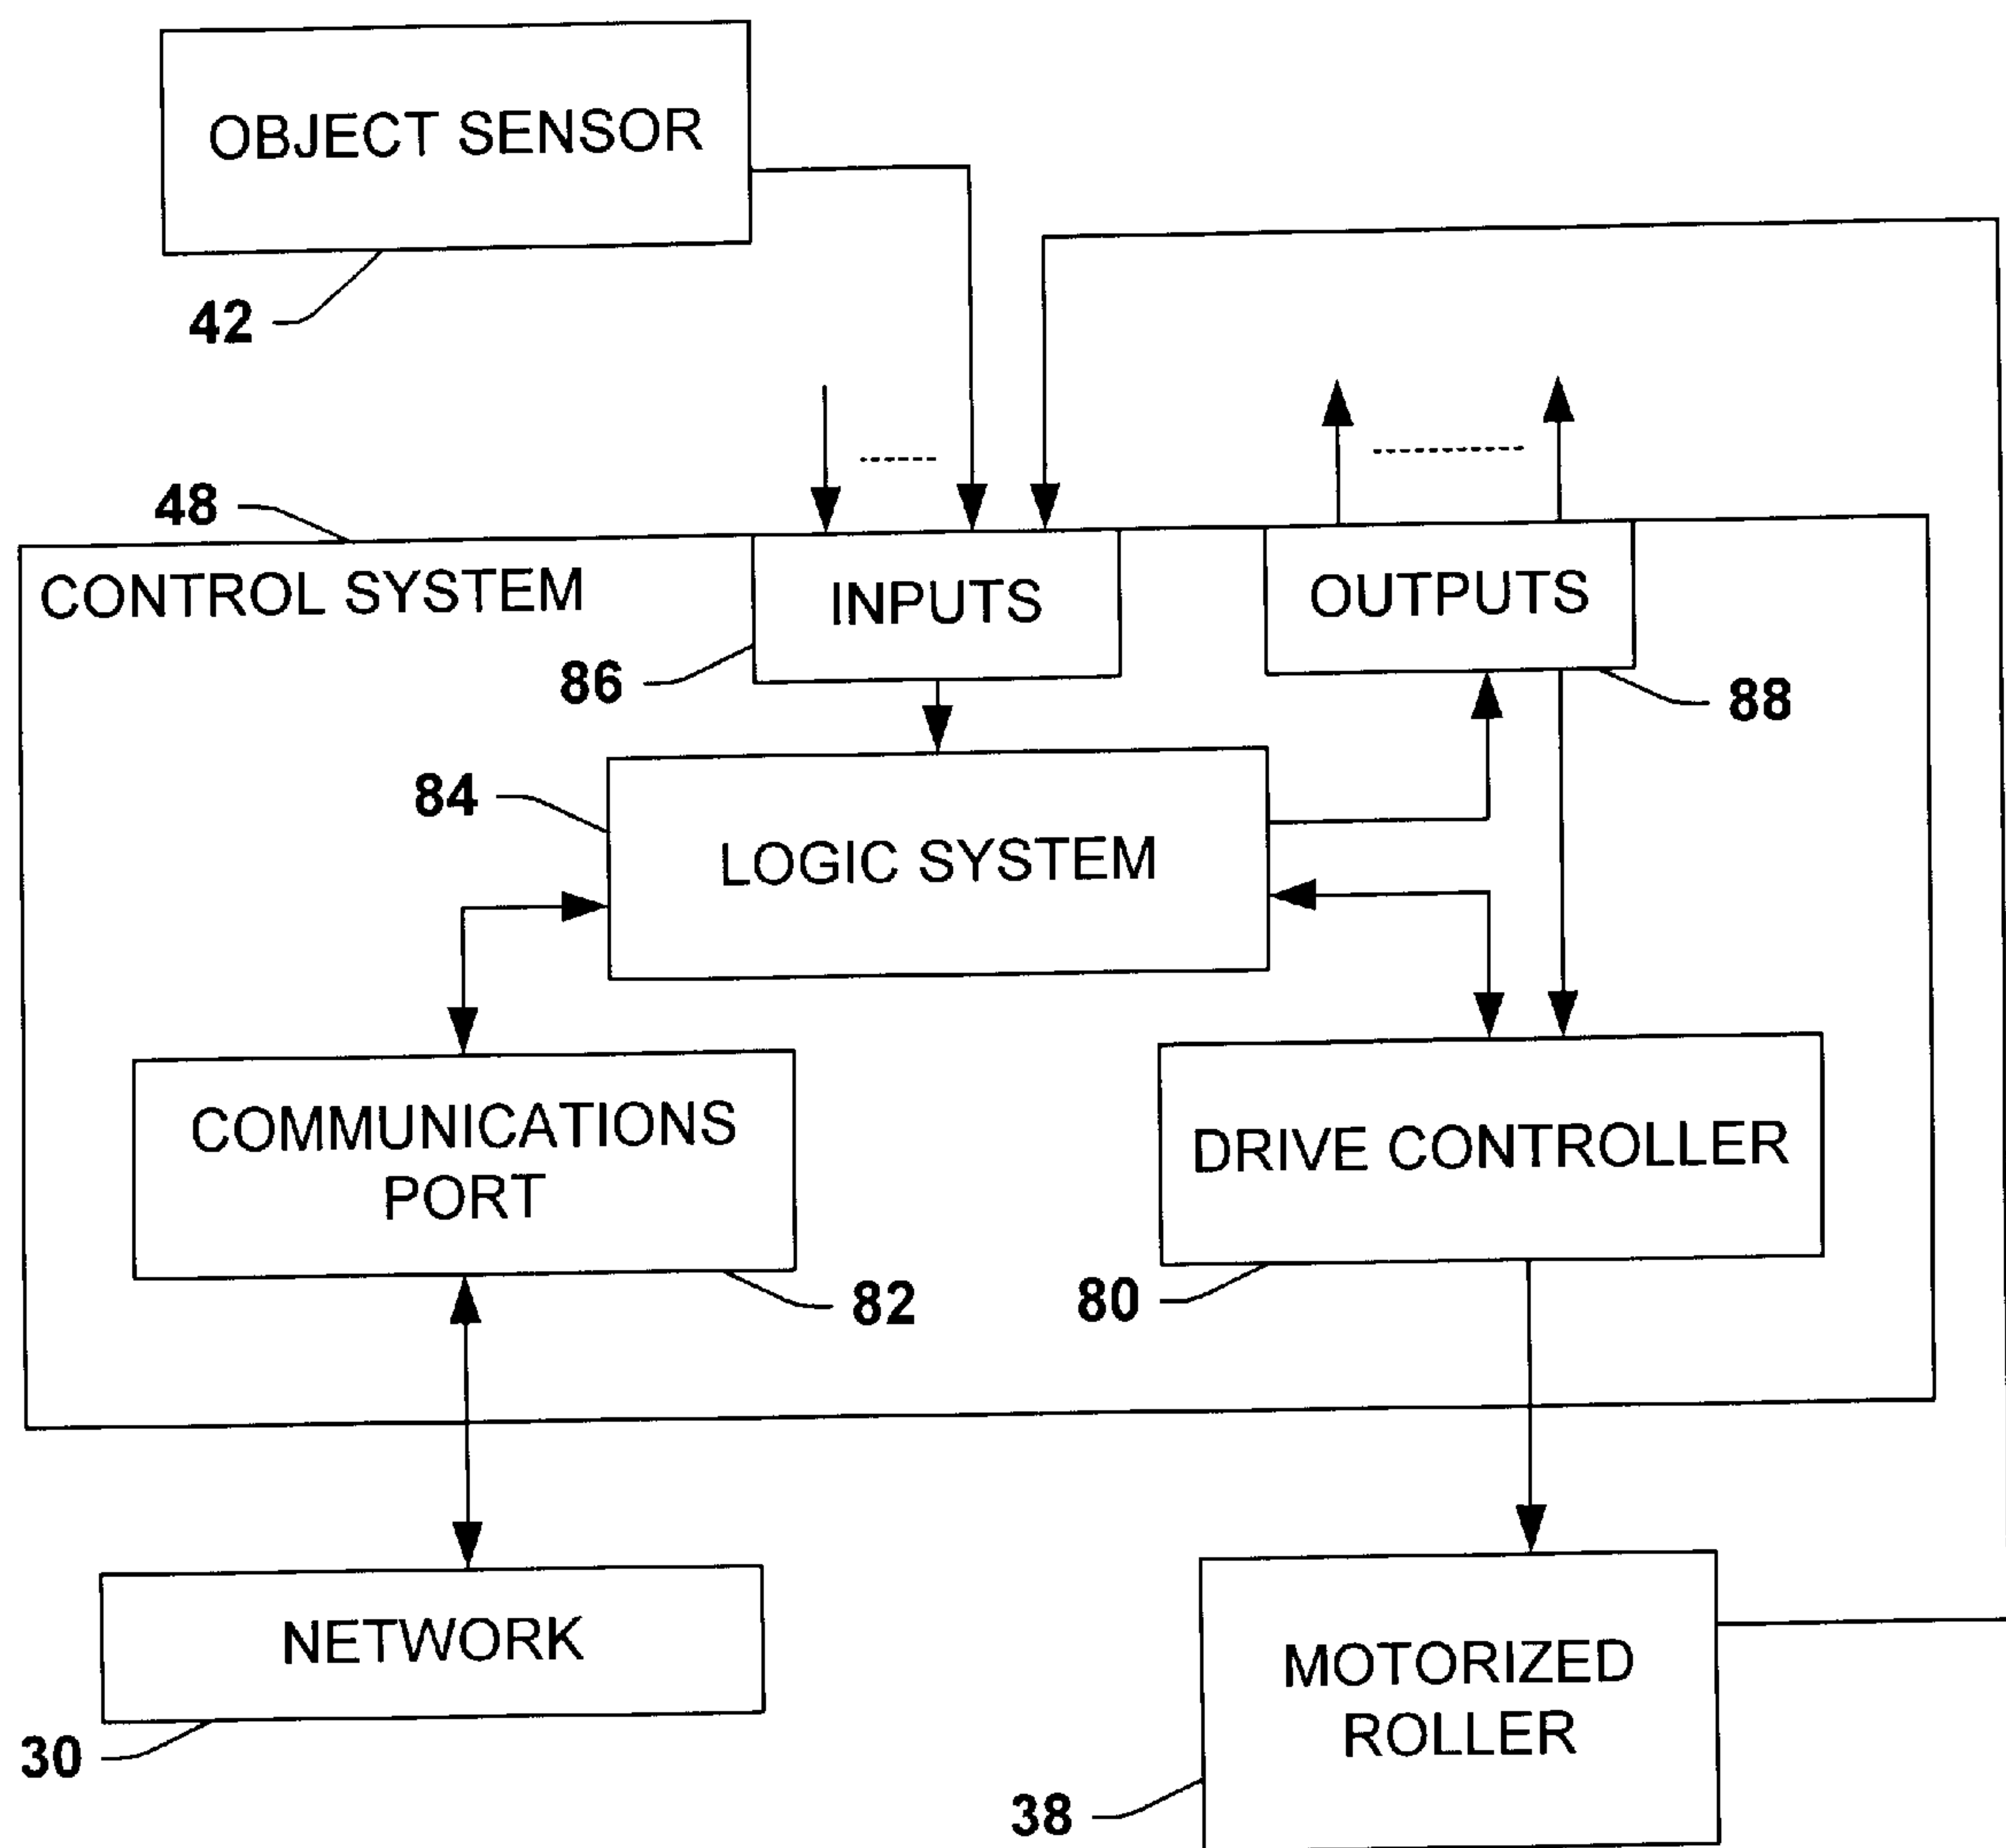 OBJECT SENSOR
42
48
CONTROL SYSTEM
INPUTS
OUTPUTS
86
88
84
LOGIC SYSTEM
COMMUNICATIONS
PORT
DRIVE CONTROLLER
82
80
NETWORK
MOTORIZED
ROLLER
30
38